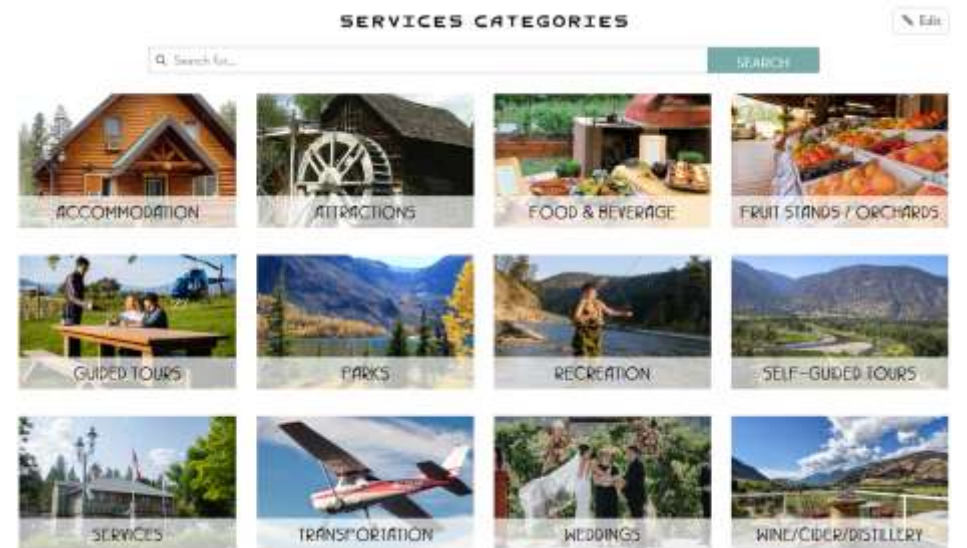 SERVICES CATEGORIES
Edit
Search for...
SEARCH
ACCOMMODATION
ATTRACTIONS
FOOD & BEVERAGE
FRUIT STANDS / ORCHARDS
GUIDED TOURS
PARKS
RECREATION
SELF-GUIDED TOURS
SERVICES
TRANSPORTATION
WEDDINGS
WINE/CIDER/DISTILLERY